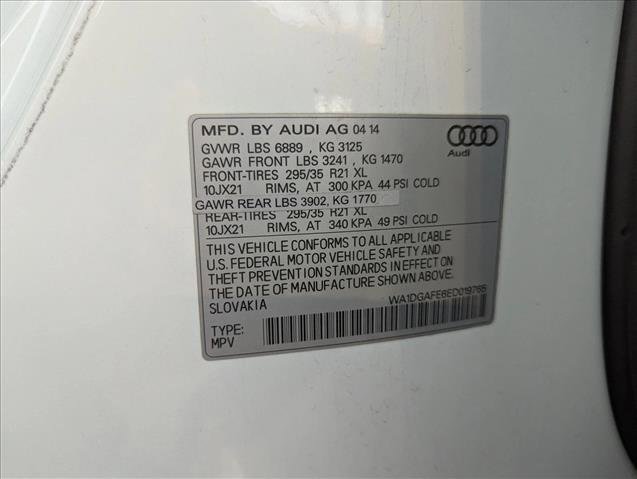 MFD. BY AUDI AG 04 14
GVWR LBS 6889 , KG 3125
GAWR FRONT LBS 3241 , KG 1470
FRONT-TIRES 295/35 R21 XL
10JX21 RIMS, AT 300 KPA 44 PSI COLD
GAWR REAR LBS 3902, KG 1770
REAR-TIRES 295/35 R21 XL
10JX21 RIMS, AT 340 KPA 49 PSI COLD
THIS VEHICLE CONFORMS TO ALL APPLICABLE
U.S. FEDERAL MOTOR VEHICLE SAFETY AND
THEFT PREVENTION STANDARDS IN EFFECT ON
THE DATE OF MANUFACTURE SHOWN ABOVE.
SLOVAKIA WA1DGAFE6ED019765
TYPE:
MPV
Audi